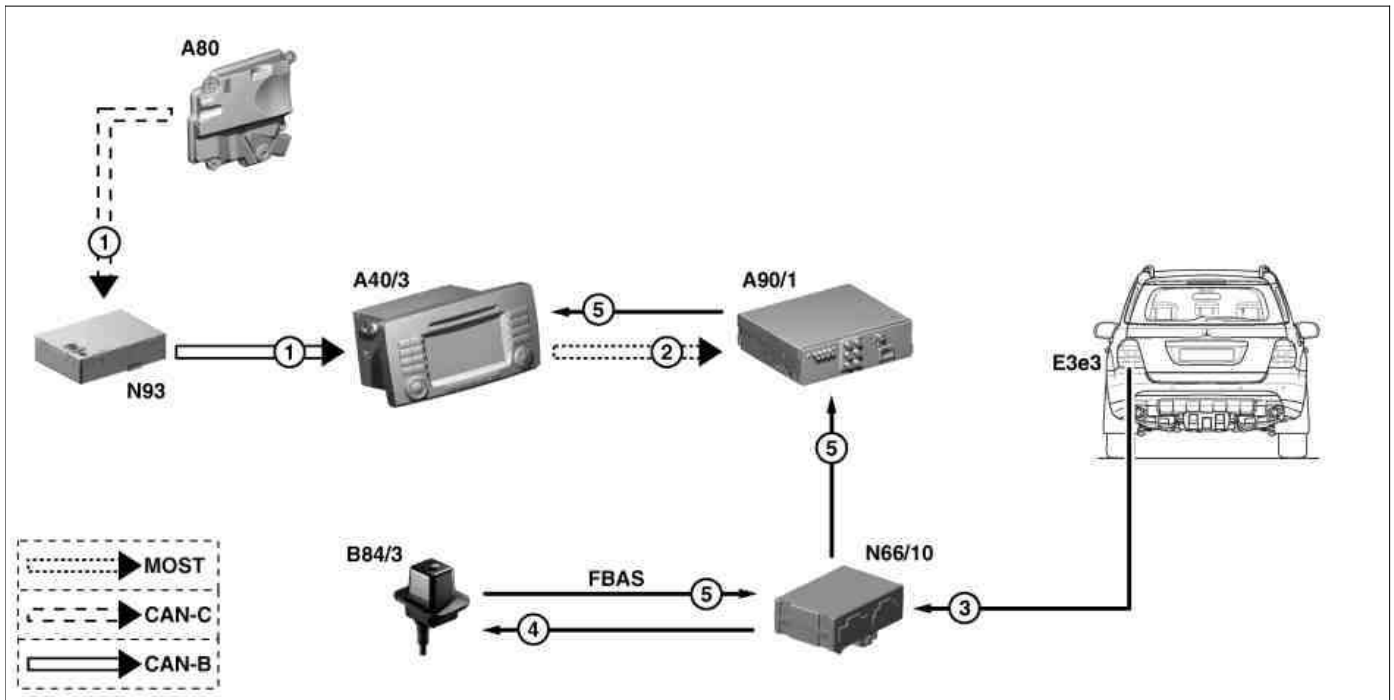 A80
1
A40/3
A90/1
5
1
2
E3e3
N93
5
B84/3
N66/10
FBAS
5
3
4
MOST
CAN-C
CAN-B